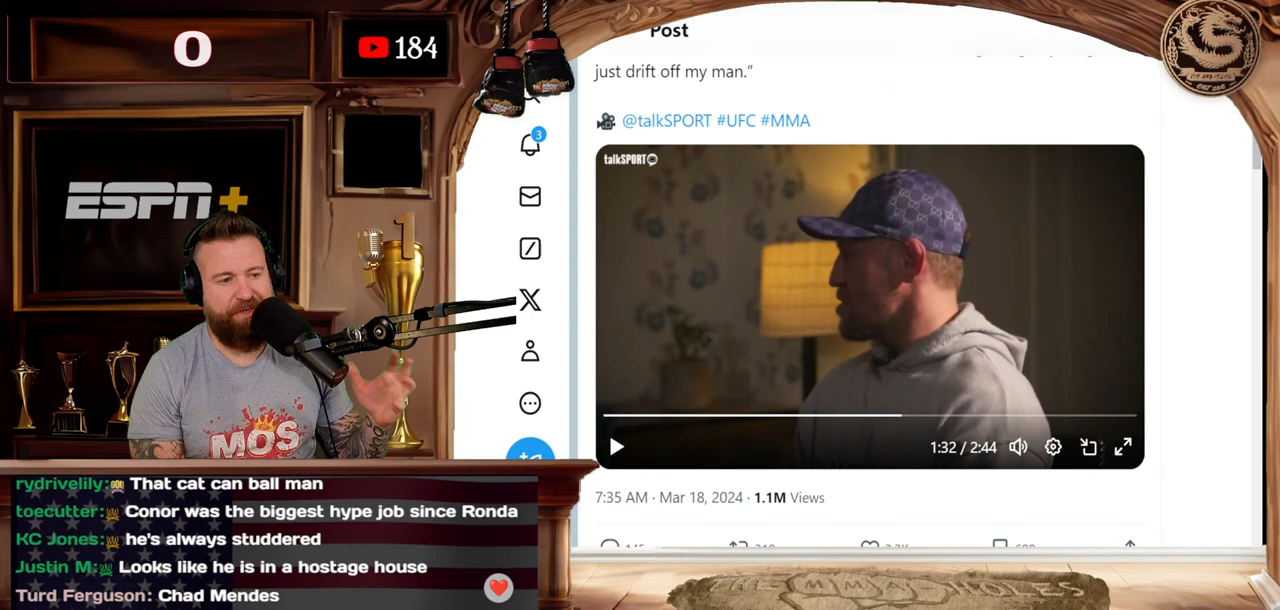 0
184
ESPN+
1
MOS
Post
just drift off my man.”
@talkSPORT #UFC #MMA
talkSPORT
3
1:32 / 2:44
7:35 AM · Mar 18, 2024 · 1.1M Views
rydrivelily: That cat can ball man
toecutter: Conor was the biggest hype job since Ronda
KC Jones: he's always studdered
Justin M: Looks like he is in a hostage house
Turd Ferguson: Chad Mendes
THE MMA HOLES